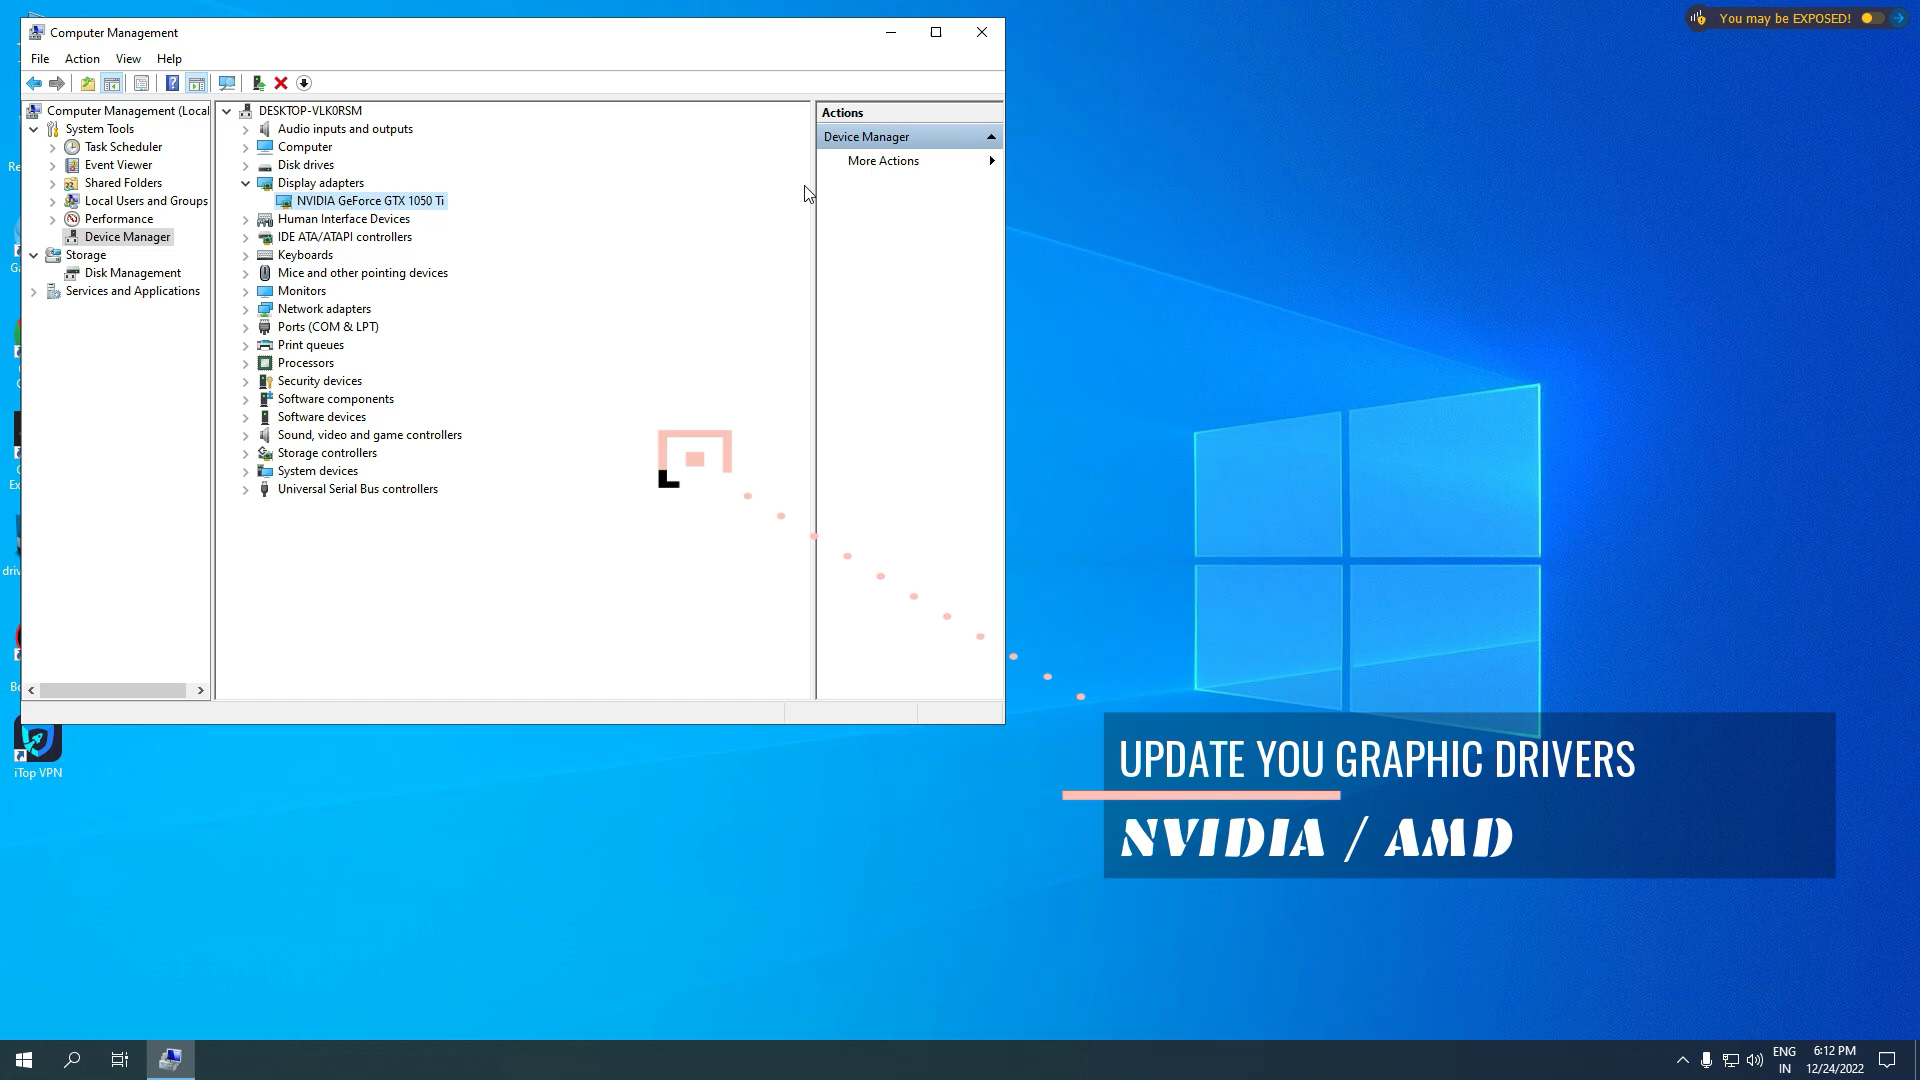 You may be EXPOSED!
Computer Management
File Action View Help
Computer Management (Local
System Tools
Task Scheduler
Event Viewer
Shared Folders
Local Users and Groups
Performance
Device Manager
Storage
Disk Management
Services and Applications
DESKTOP-VLK0RSM
Audio inputs and outputs
Computer
Disk drives
Display adapters
NVIDIA GeForce GTX 1050 Ti
Human Interface Devices
IDE ATA/ATAPI controllers
Keyboards
Mice and other pointing devices
Monitors
Network adapters
Ports (COM & LPT)
Print queues
Processors
Security devices
Software components
Software devices
Sound, video and game controllers
Storage controllers
System devices
Universal Serial Bus controllers
Actions
Device Manager
More Actions
iTop VPN
UPDATE YOU GRAPHIC DRIVERS
NVIDIA / AMD
ENG
IN
6:12 PM
12/24/2022